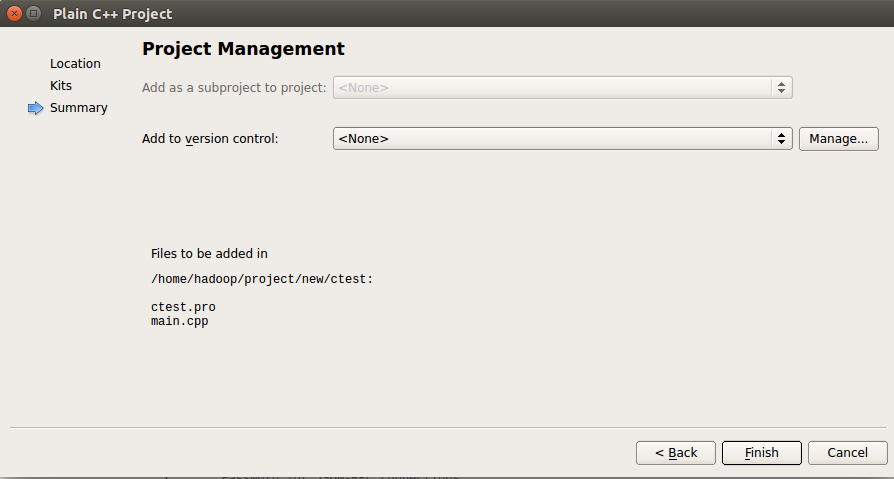 Plain C++ Project
Location
Kits
Summary
Project Management
Add as a subproject to project: <None>
Add to version control: <None> Manage...
Files to be added in
/home/hadoop/project/new/ctest:
ctest.pro
main.cpp
< Back Finish Cancel